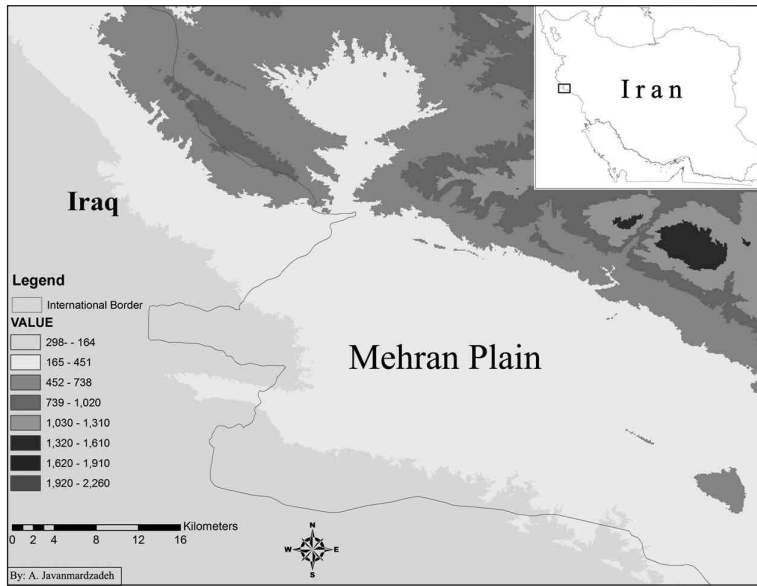 I r a n
Iraq
Legend
International Border
VALUE
298- - 164
165 - 451
452 - 738
739 - 1,020
1,030 - 1,310
1,320 - 1,610
1,620 - 1,910
1,920 - 2,260
Mehran Plain
Kilometers
0 2 4 8 12 16
N
W E
S
By: A. Javanmardzadeh